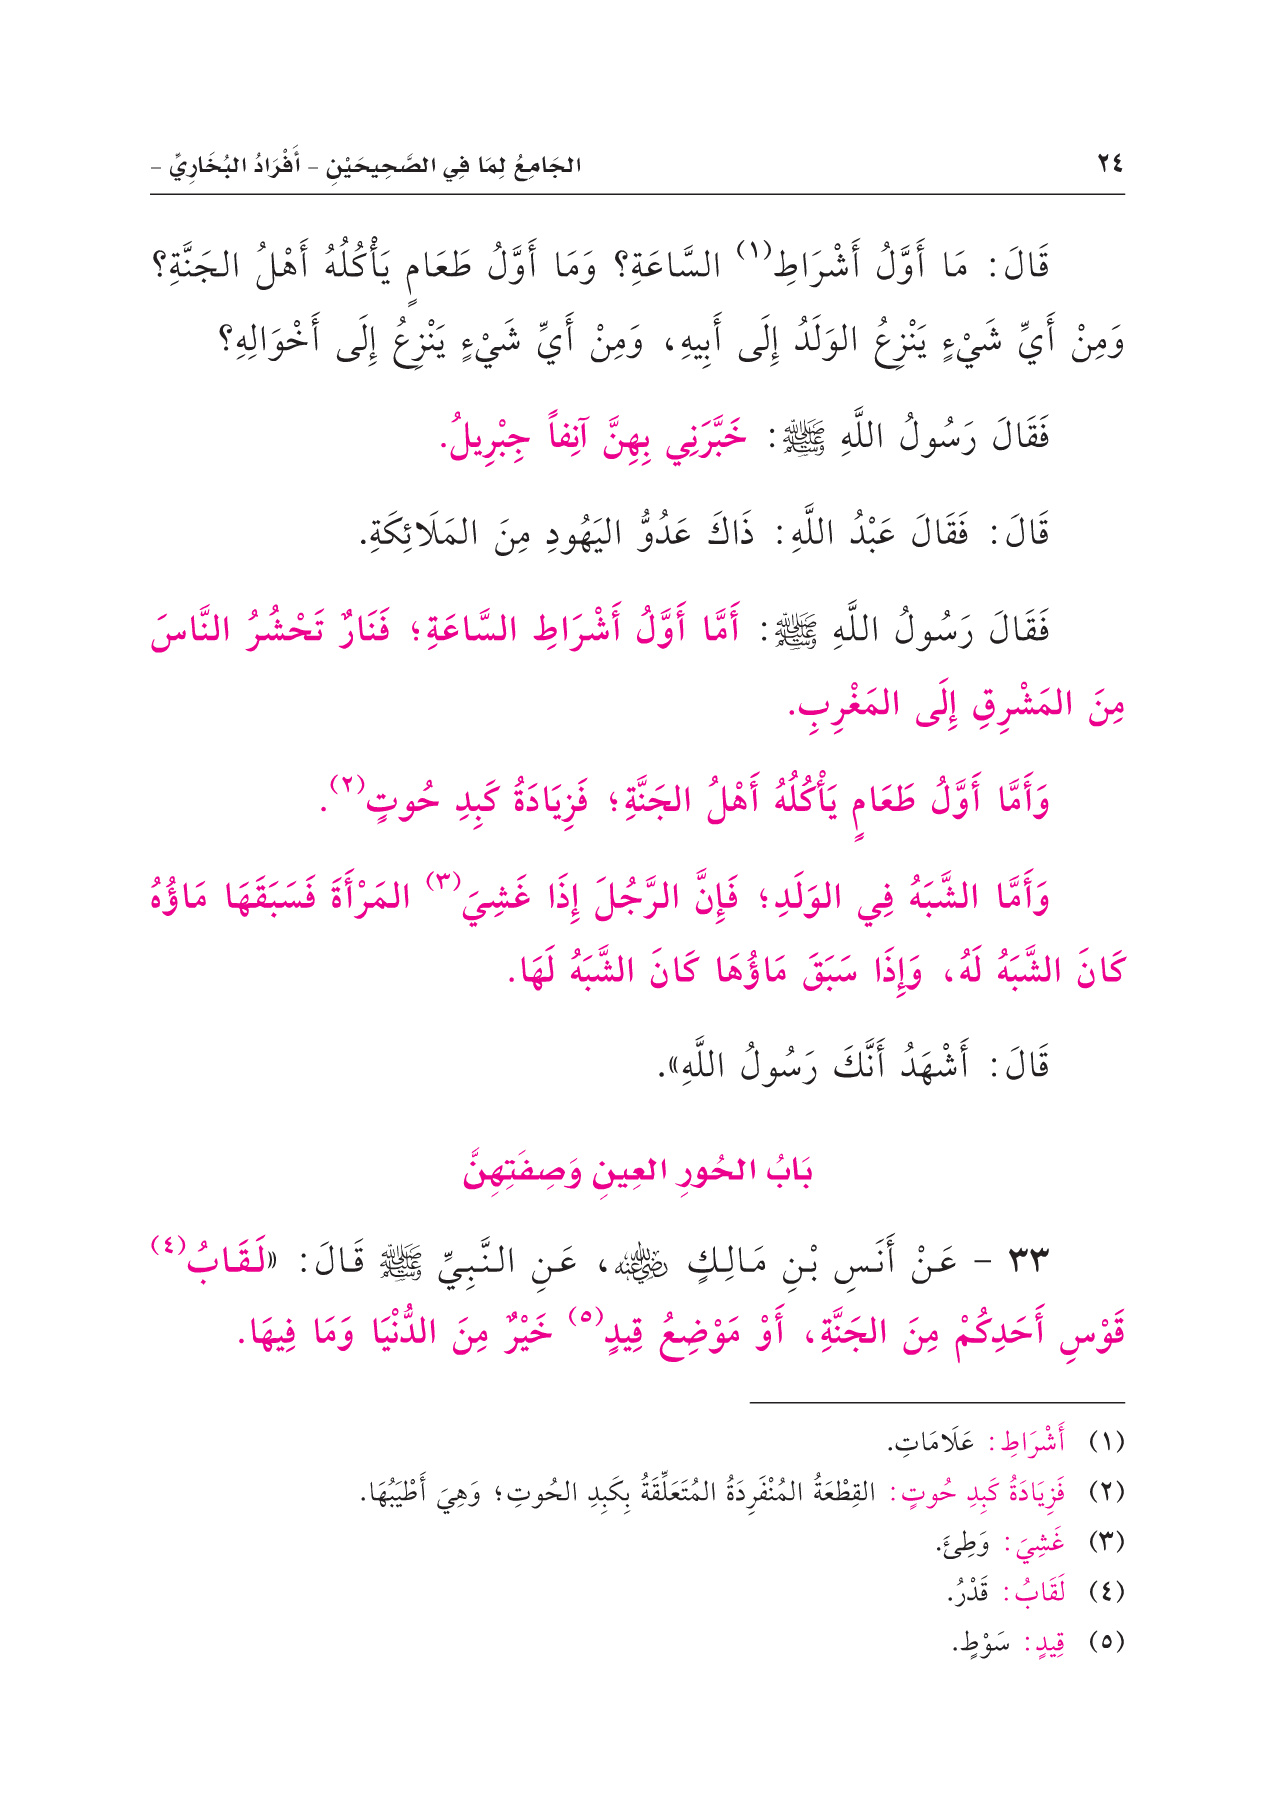 ٢٤ الجَامِعُ لِمَا فِي الصَّحِيحَيْنِ - أَفْرَادُ البُخَارِيِّ -
قَالَ: مَا أَوَّلُ أَشْرَاطِ(١) السَّاعَةِ؟ وَمَا أَوَّلُ طَعَامٍ يَأْكُلُهُ أَهْلُ الجَنَّةِ؟
وَمِنْ أَيِّ شَيْءٍ يَنْزِعُ الوَلَدُ إِلَى أَبِيهِ، وَمِنْ أَيِّ شَيْءٍ يَنْزِعُ إِلَى أَخْوَالِهِ؟
فَقَالَ رَسُولُ اللَّهِ ﷺ: خَبَّرَنِي بِهِنَّ آنِفاً جِبْرِيلُ.
قَالَ: فَقَالَ عَبْدُ اللَّهِ: ذَاكَ عَدُوُّ اليَهُودِ مِنَ المَلَائِكَةِ.
فَقَالَ رَسُولُ اللَّهِ ﷺ: أَمَّا أَوَّلُ أَشْرَاطِ السَّاعَةِ؛ فَنَارٌ تَحْشُرُ النَّاسَ
مِنَ المَشْرِقِ إِلَى المَغْرِبِ.
وَأَمَّا أَوَّلُ طَعَامٍ يَأْكُلُهُ أَهْلُ الجَنَّةِ؛ فَزِيَادَةُ كَبِدِ حُوتٍ(٢).
وَأَمَّا الشَّبَهُ فِي الوَلَدِ؛ فَإِنَّ الرَّجُلَ إِذَا غَشِيَ(٣) المَرْأَةَ فَسَبَقَهَا مَاؤُهُ
كَانَ الشَّبَهُ لَهُ، وَإِذَا سَبَقَ مَاؤُهَا كَانَ الشَّبَهُ لَهَا.
قَالَ: أَشْهَدُ أَنَّكَ رَسُولُ اللَّهِ».
بَابُ الحُورِ العِينِ وَصِفَتِهِنَّ
٣٣ - عَنْ أَنَسِ بْنِ مَالِكٍ رضي الله عنه، عَنِ النَّبِيِّ ﷺ قَالَ: «لَقَابُ(٤)
قَوْسِ أَحَدِكُمْ مِنَ الجَنَّةِ، أَوْ مَوْضِعُ قِيدٍ(٥) خَيْرٌ مِنَ الدُّنْيَا وَمَا فِيهَا.
(١) أَشْرَاطِ: عَلَامَاتِ.
(٢) فَزِيَادَةُ كَبِدِ حُوتٍ: القِطْعَةُ المُنْفَرِدَةُ المُتَعَلِّقَةُ بِكَبِدِ الحُوتِ؛ وَهِيَ أَطْيَبُهَا.
(٣) غَشِيَ: وَطِئَ.
(٤) لَقَابُ: قَدْرُ.
(٥) قِيدٍ: سَوْطٍ.